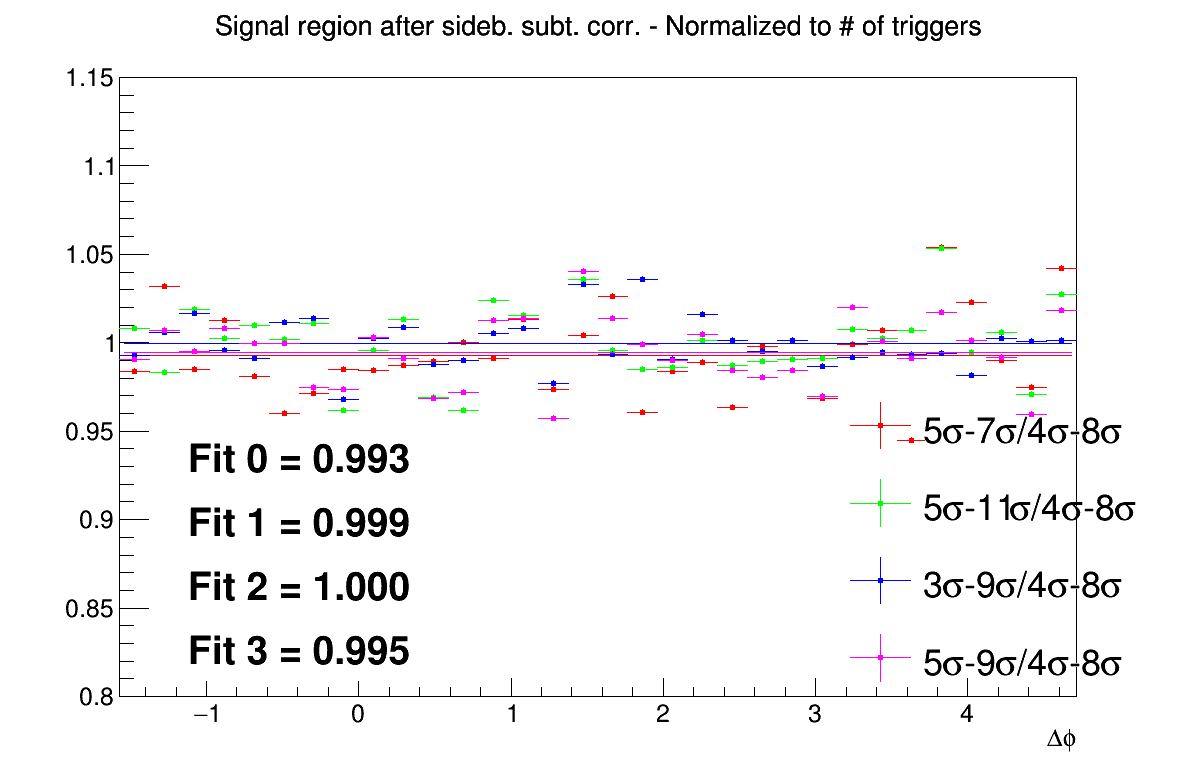 Signal region after sideb. subt. corr. - Normalized to # of triggers
1.15
1.1
1.05
1
0.95
0.9
0.85
0.8
Fit 0 = 0.993
Fit 1 = 0.999
Fit 2 = 1.000
Fit 3 = 0.995
5σ-7σ/4σ-8σ
5σ-11σ/4σ-8σ
3σ-9σ/4σ-8σ
5σ-9σ/4σ-8σ
−1 0 1 2 3 4
Δϕ